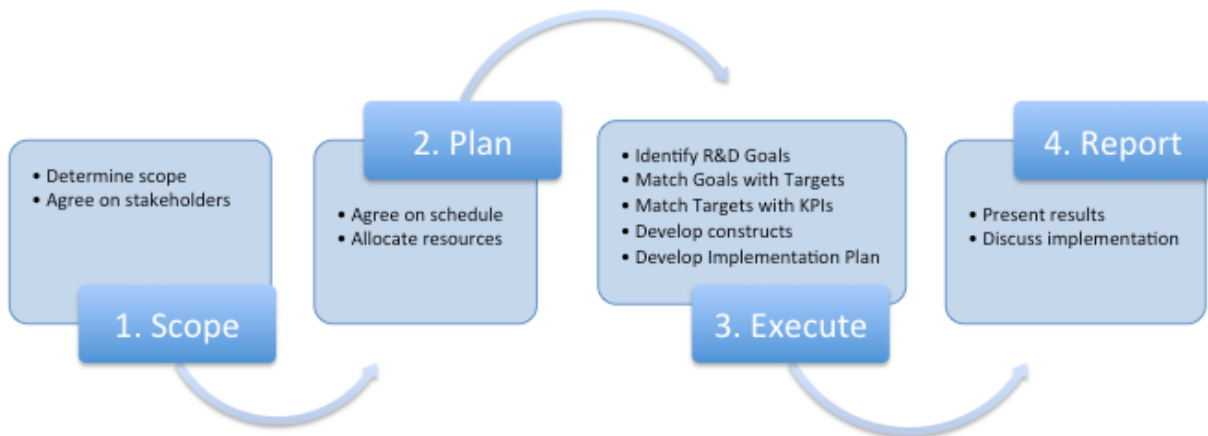 • Determine scope
• Agree on stakeholders
1. Scope
2. Plan
• Agree on schedule
• Allocate resources
• Identify R&D Goals
• Match Goals with Targets
• Match Targets with KPIs
• Develop constructs
• Develop Implementation Plan
3. Execute
4. Report
• Present results
• Discuss implementation